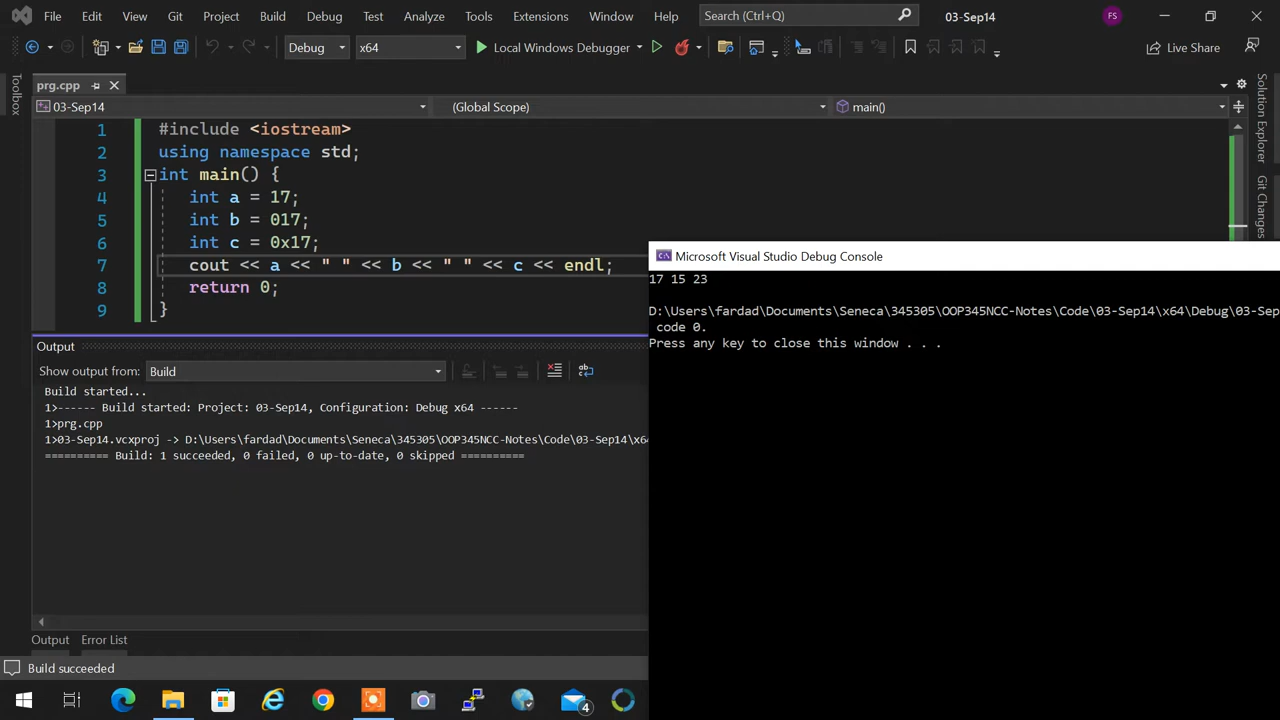 File Edit View Git Project Build Debug Test Analyze Tools Extensions Window Help Search (Ctrl+Q) 03-Sep14 FS
Debug x64 Local Windows Debugger Live Share
prg.cpp
03-Sep14 (Global Scope) main()
1 #include <iostream>
2 using namespace std;
3 int main() {
4 int a = 17;
5 int b = 017;
6 int c = 0x17;
7 cout << a << " " << b << " " << c << endl;
8 return 0;
9 }
Toolbox
Solution Explorer
Git Changes
Microsoft Visual Studio Debug Console
17 15 23
D:\Users\fardad\Documents\Seneca\345305\OOP345NCC-Notes\Code\03-Sep14\x64\Debug\03-Sep
code 0.
Press any key to close this window . . .
Output
Show output from: Build
Build started...
1>------ Build started: Project: 03-Sep14, Configuration: Debug x64 ------
1>prg.cpp
1>03-Sep14.vcxproj -> D:\Users\fardad\Documents\Seneca\345305\OOP345NCC-Notes\Code\03-Sep14\x6
========== Build: 1 succeeded, 0 failed, 0 up-to-date, 0 skipped ==========
Output Error List
Build succeeded
4